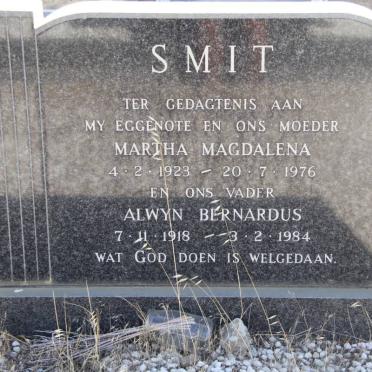 SMIT
TER GEDAGTENIS AAN
MY EGGENOTE EN ONS MOEDER
MARTHA MAGDALENA
4·2·1923 — 20·7·1976
EN ONS VADER
ALWYN BERNARDUS
7·11·1918 — 3·2·1984
WAT GOD DOEN IS WELGEDAAN.